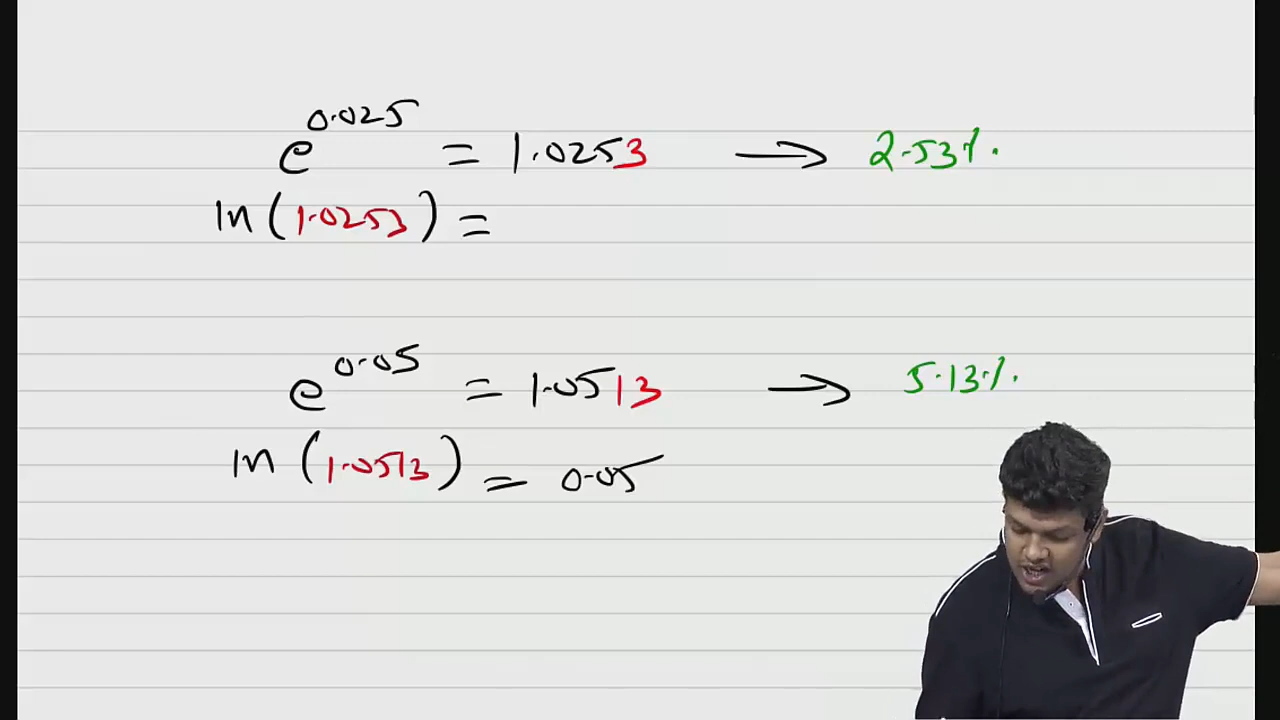 e^0.025 = 1.0253 → 2.53%.
ln(1.0253) =
e^0.05 = 1.0513 → 5.13%.
ln(1.0513) = 0.05